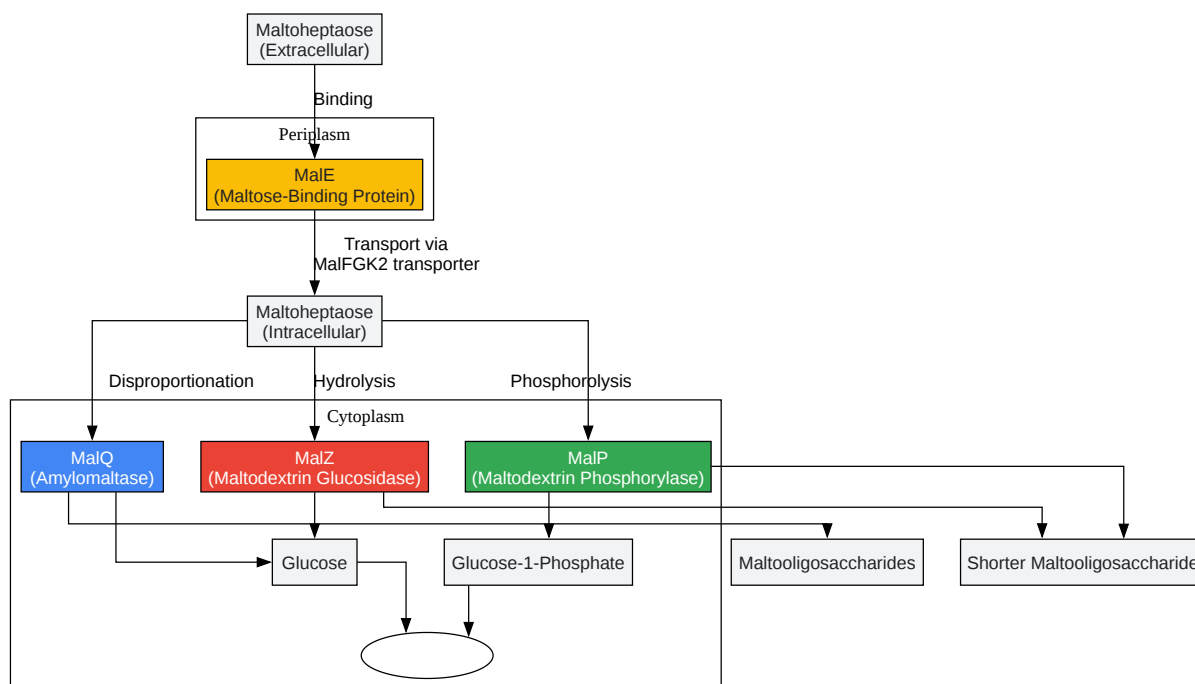 Maltoheptaose
(Extracellular)
Binding
Periplasm
MalE
(Maltose-Binding Protein)
Transport via
MalFGK2 transporter
Maltoheptaose
(Intracellular)
Disproportionation
Hydrolysis
Phosphorolysis
Cytoplasm
MalQ
(Amylomaltase)
MalZ
(Maltodextrin Glucosidase)
MalP
(Maltodextrin Phosphorylase)
Glucose
Glucose-1-Phosphate
Maltooligosaccharides
Shorter Maltooligosaccharide